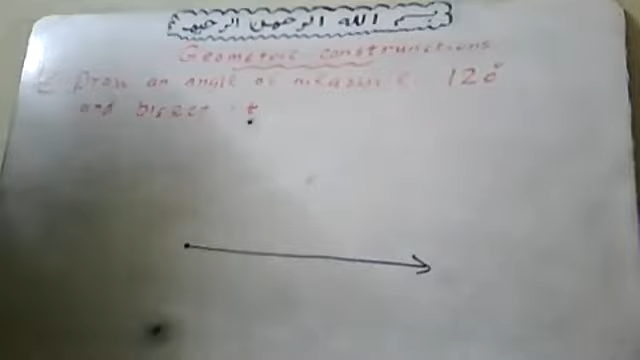 بسم الله الرحمن الرحيم
Geometric constructions
Draw an angle of measure 120°
and bisect it